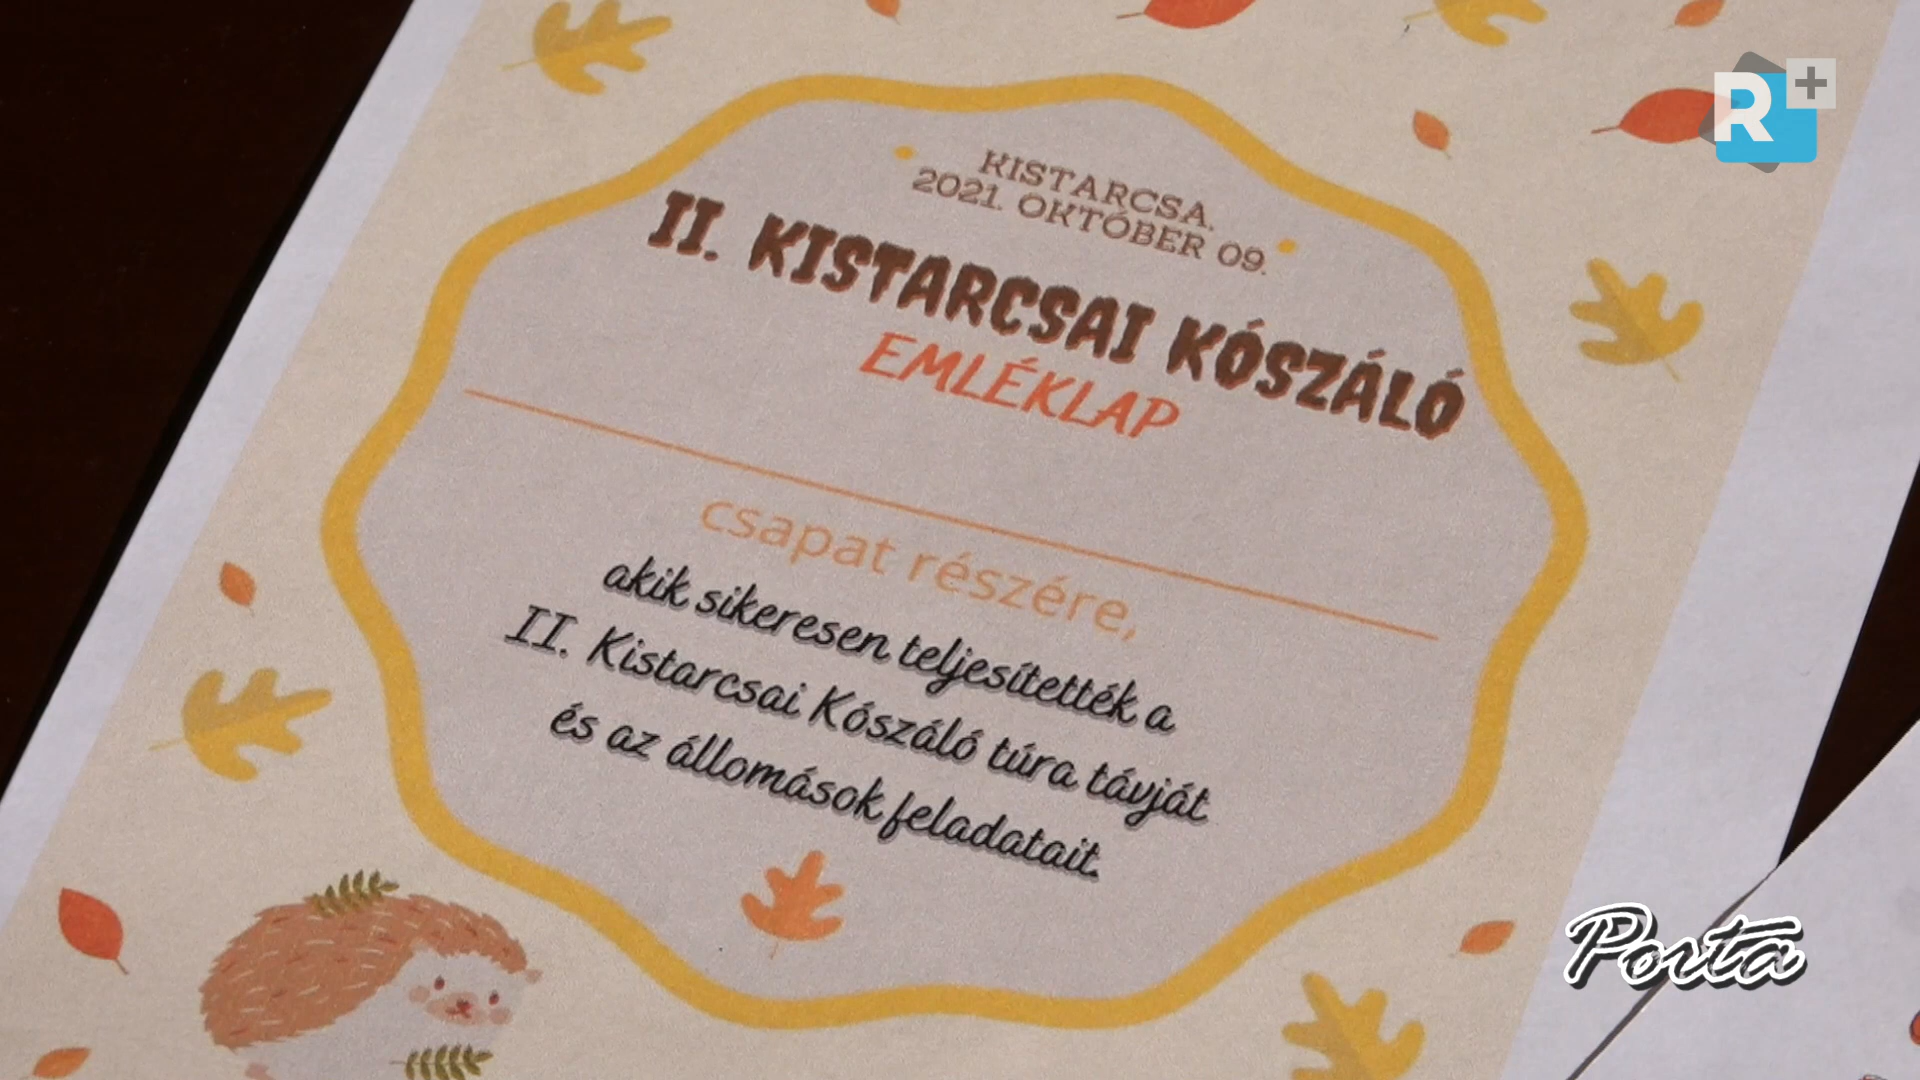 KISTARCSA.
2021. OKTÓBER 09.
II. KISTARCSAI KÓSZÁLÓ
EMLÉKLAP
csapat részére,
akik sikeresen teljesítették a
II. Kistarcsai Kószáló túra távját
és az állomások feladatait.
R+
Porta